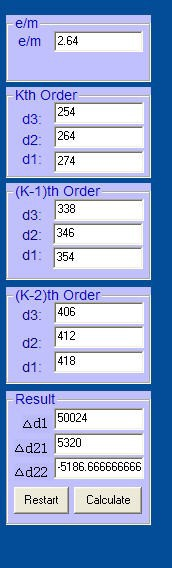 e/m
e/m 2.64
Kth Order
d3: 254
d2: 264
d1: 274
(K-1)th Order
d3: 338
d2: 346
d1: 354
(K-2)th Order
d3: 406
d2: 412
d1: 418
Result
△d1 50024
△d21 5320
△d22 -5186.666666666
Restart Calculate